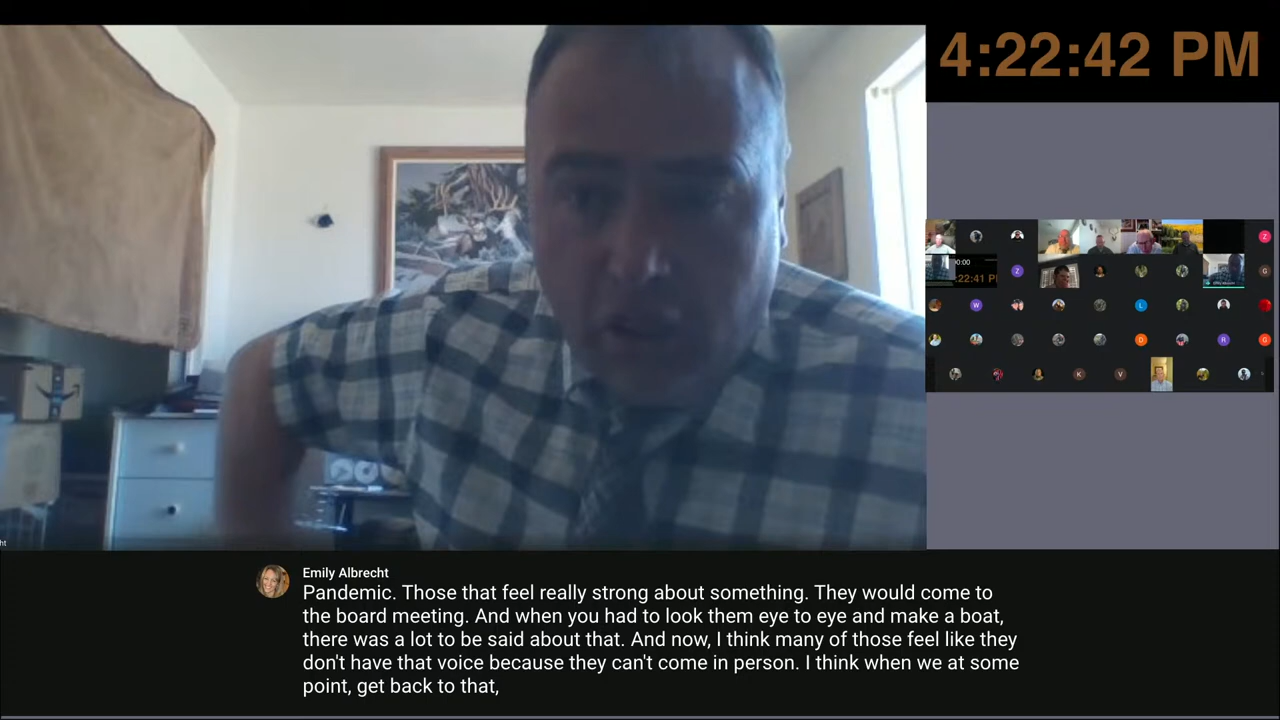 4:22:42 PM
:22:41 P
ht
Emily Albrecht
Pandemic. Those that feel really strong about something. They would come to
the board meeting. And when you had to look them eye to eye and make a boat,
there was a lot to be said about that. And now, I think many of those feel like they
don't have that voice because they can't come in person. I think when we at some
point, get back to that,